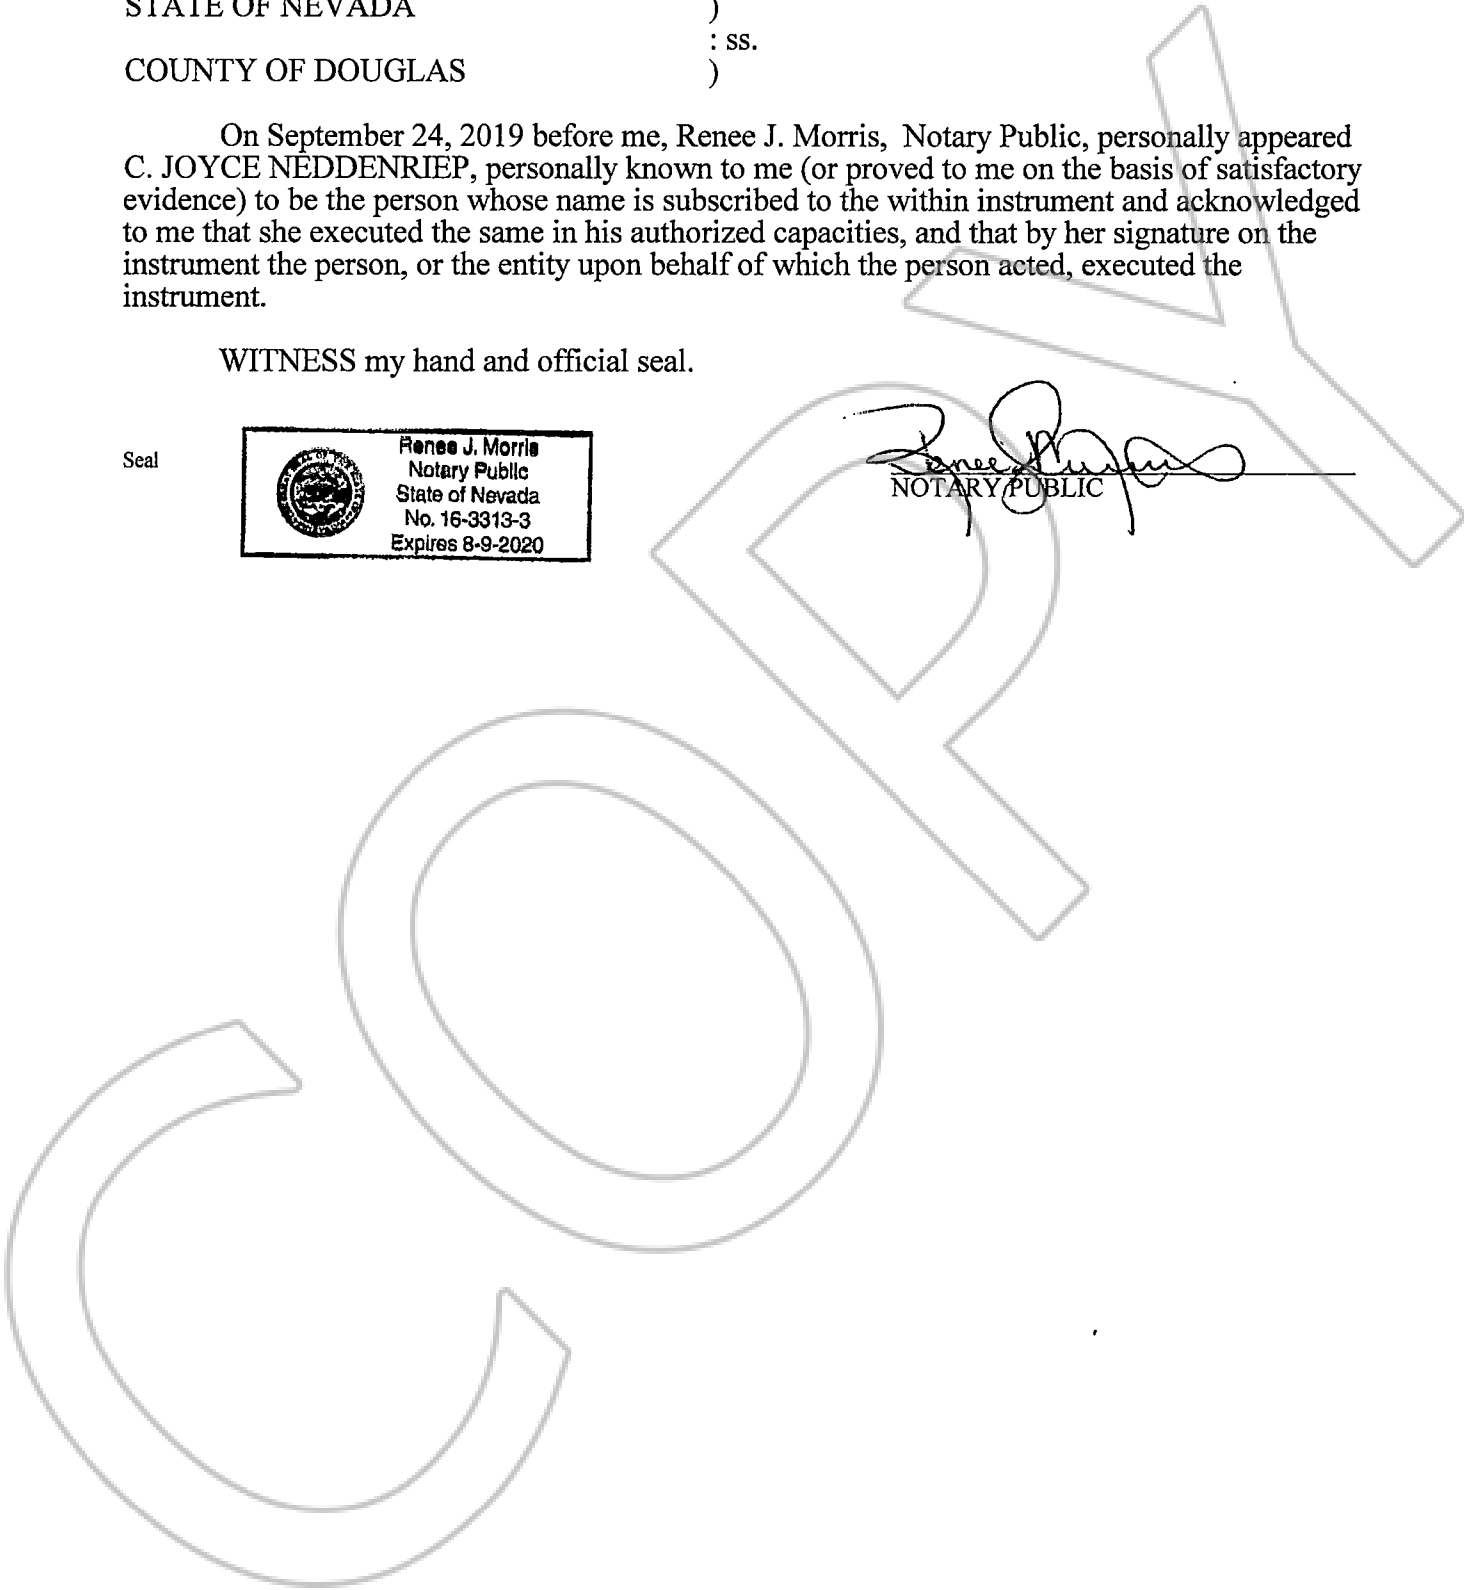 STATE OF NEVADA )
: ss.
COUNTY OF DOUGLAS )
On September 24, 2019 before me, Renee J. Morris, Notary Public, personally appeared
C. JOYCE NEDDENRIEP, personally known to me (or proved to me on the basis of satisfactory
evidence) to be the person whose name is subscribed to the within instrument and acknowledged
to me that she executed the same in his authorized capacities, and that by her signature on the
instrument the person, or the entity upon behalf of which the person acted, executed the
instrument.
WITNESS my hand and official seal.
Seal
Renee J. Morris
Notary Public
State of Nevada
No. 16-3313-3
Expires 8-9-2020
Renee J. Morris
NOTARY PUBLIC
COPY